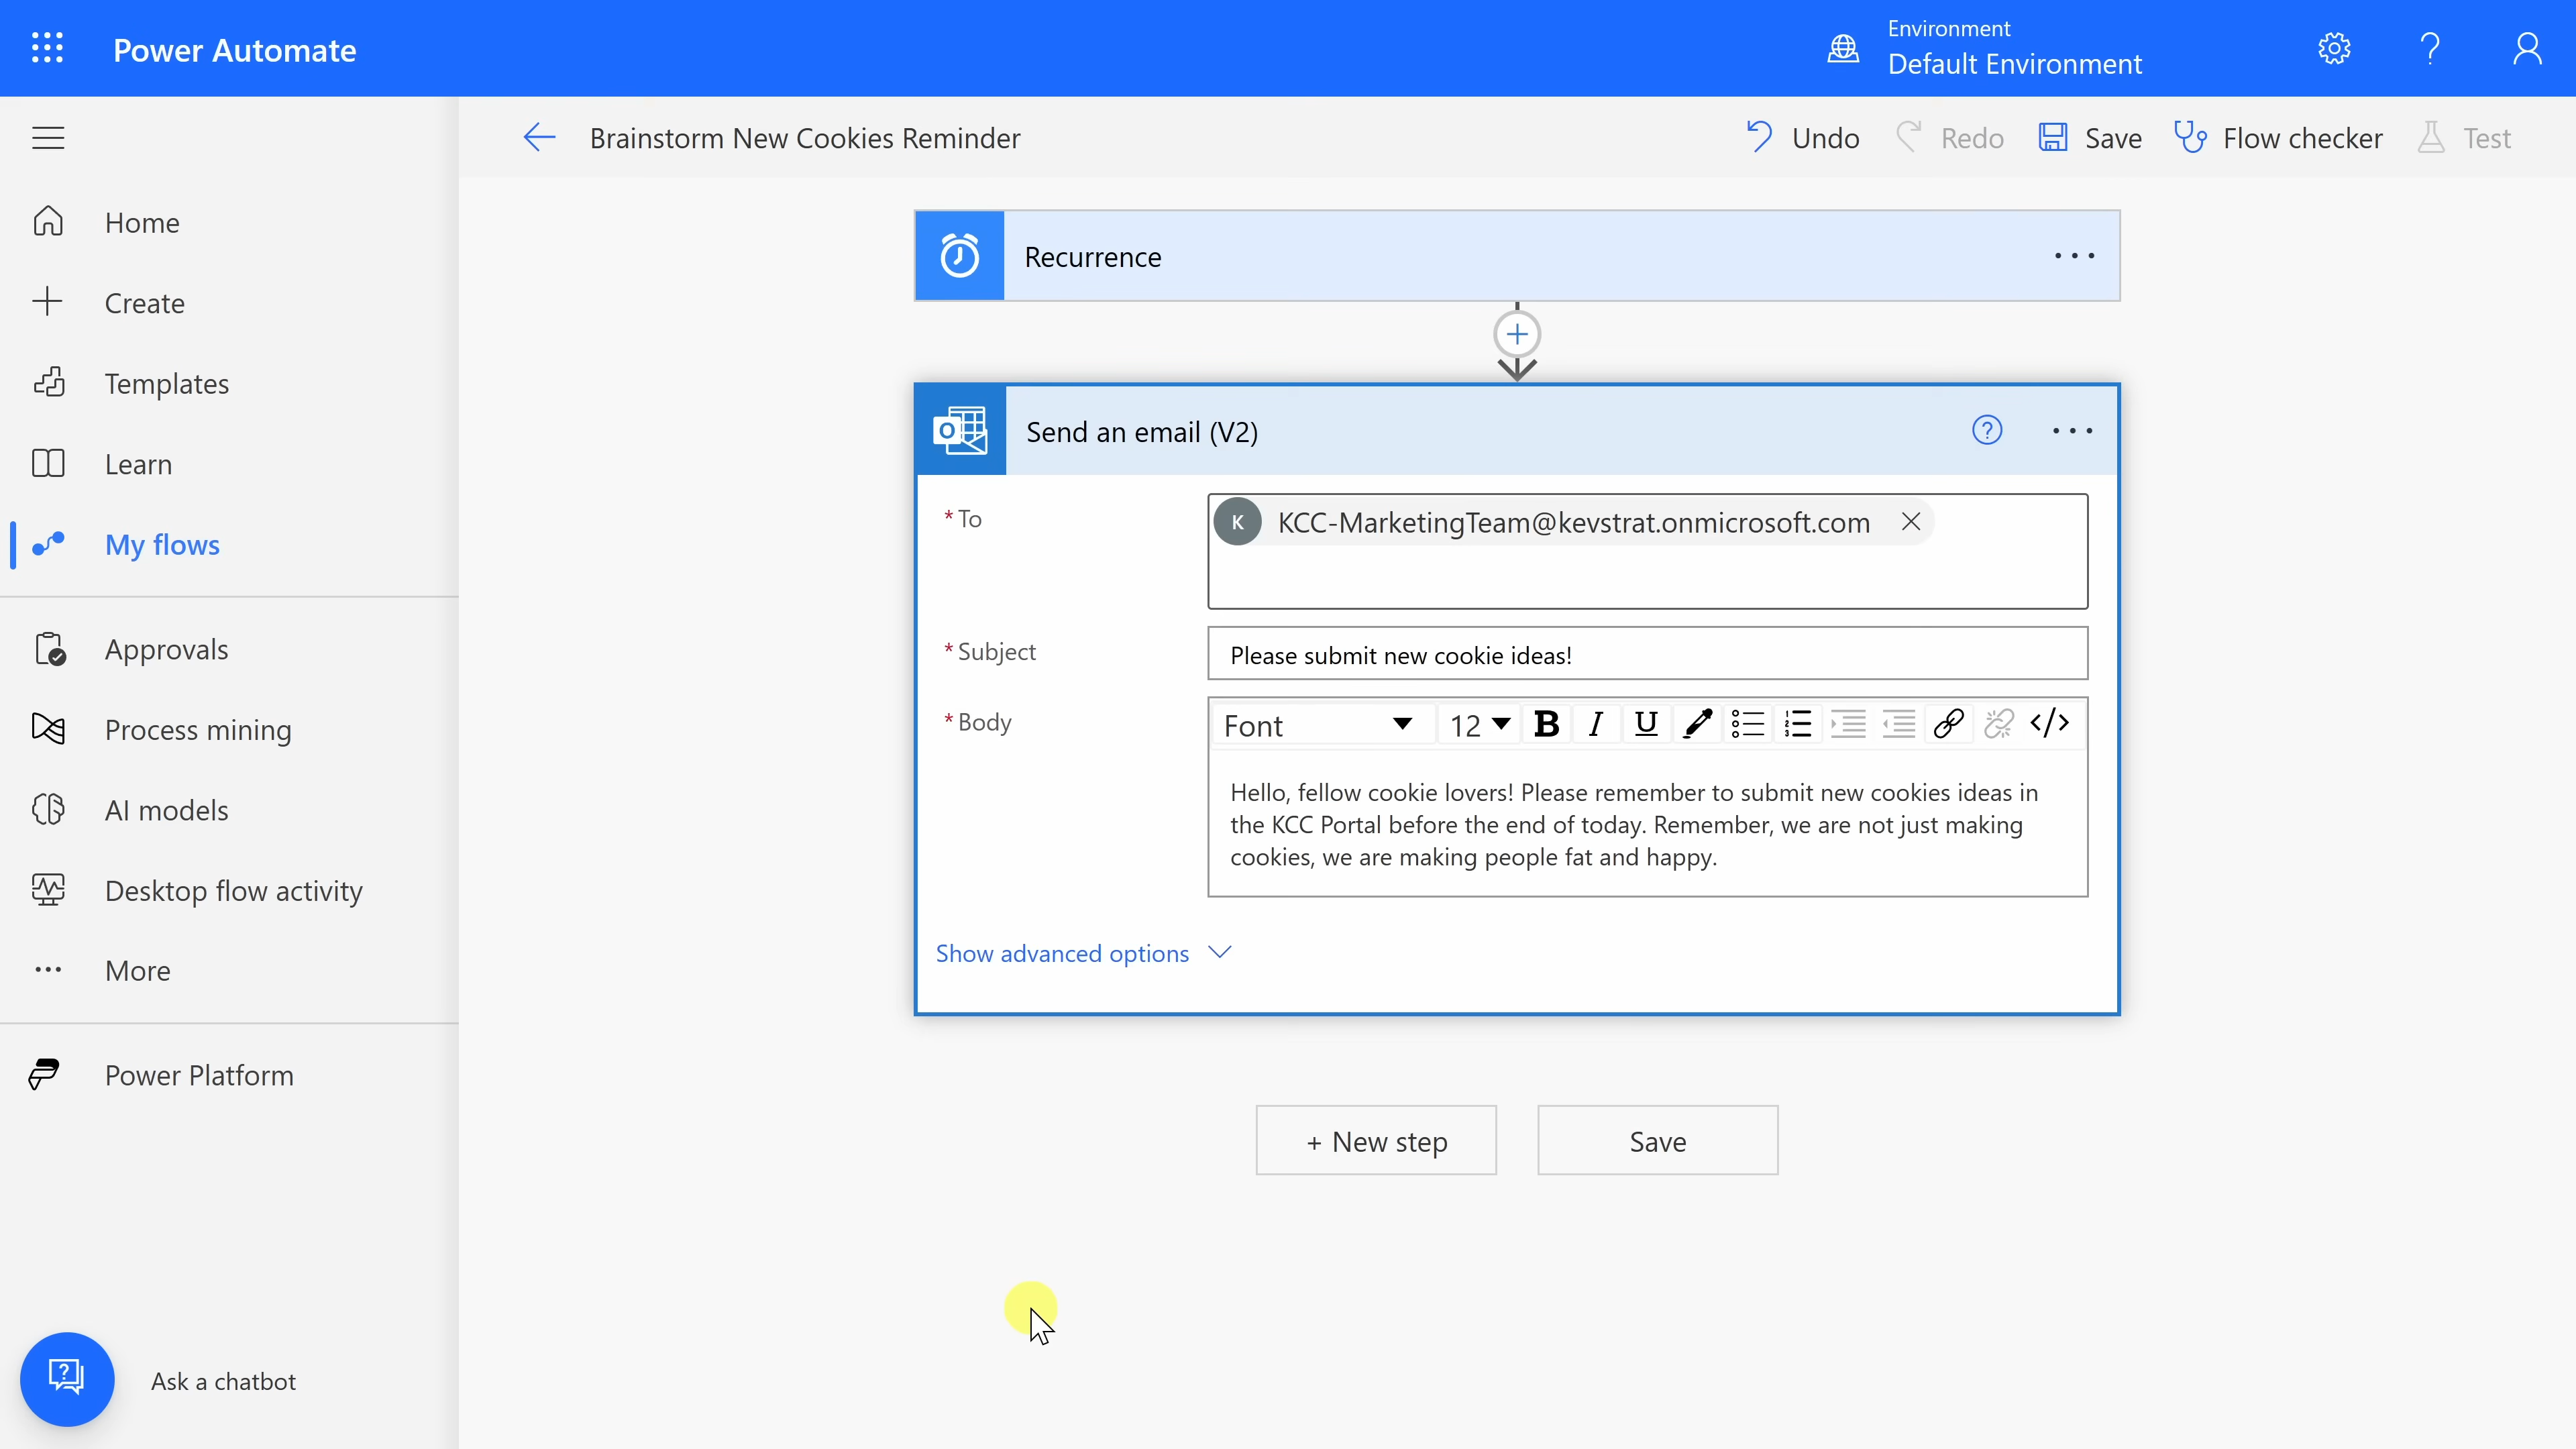 Power Automate
Environment
Default Environment
Brainstorm New Cookies Reminder
Undo
Redo
Save
Flow checker
Test
Home
Create
Templates
Learn
My flows
Approvals
Process mining
AI models
Desktop flow activity
More
Power Platform
Ask a chatbot
Recurrence
Send an email (V2)
* To
K
KCC-MarketingTeam@kevstrat.onmicrosoft.com
* Subject
Please submit new cookie ideas!
* Body
Font
12
B I U
Hello, fellow cookie lovers! Please remember to submit new cookies ideas in
the KCC Portal before the end of today. Remember, we are not just making
cookies, we are making people fat and happy.
Show advanced options
+ New step
Save